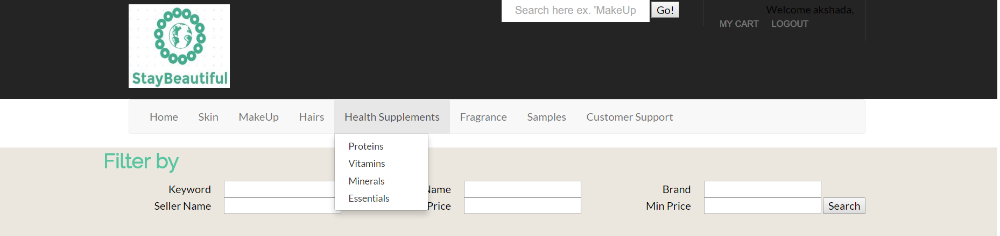 StayBeautiful
Search here ex. 'MakeUp
Go!
Welcome akshada,
MY CART LOGOUT
Home Skin MakeUp Hairs Health Supplements Fragrance Samples Customer Support
Proteins
Vitamins
Minerals
Essentials
Filter by
Keyword Name Brand
Seller Name Price Min Price Search